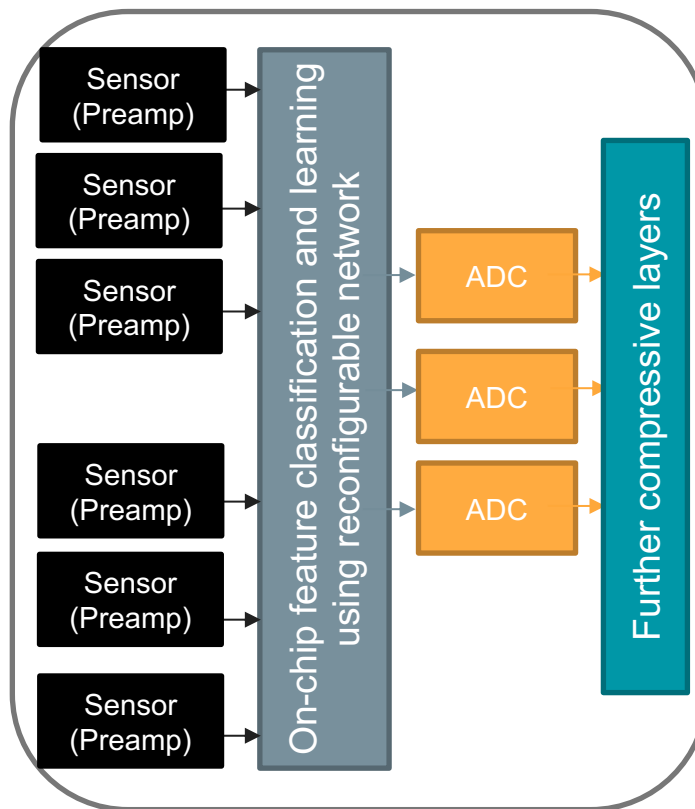 Sensor
(Preamp)
Sensor
(Preamp)
Sensor
(Preamp)
Sensor
(Preamp)
Sensor
(Preamp)
Sensor
(Preamp)
On-chip feature classification and learning
using reconfigurable network
ADC
ADC
ADC
Further compressive layers